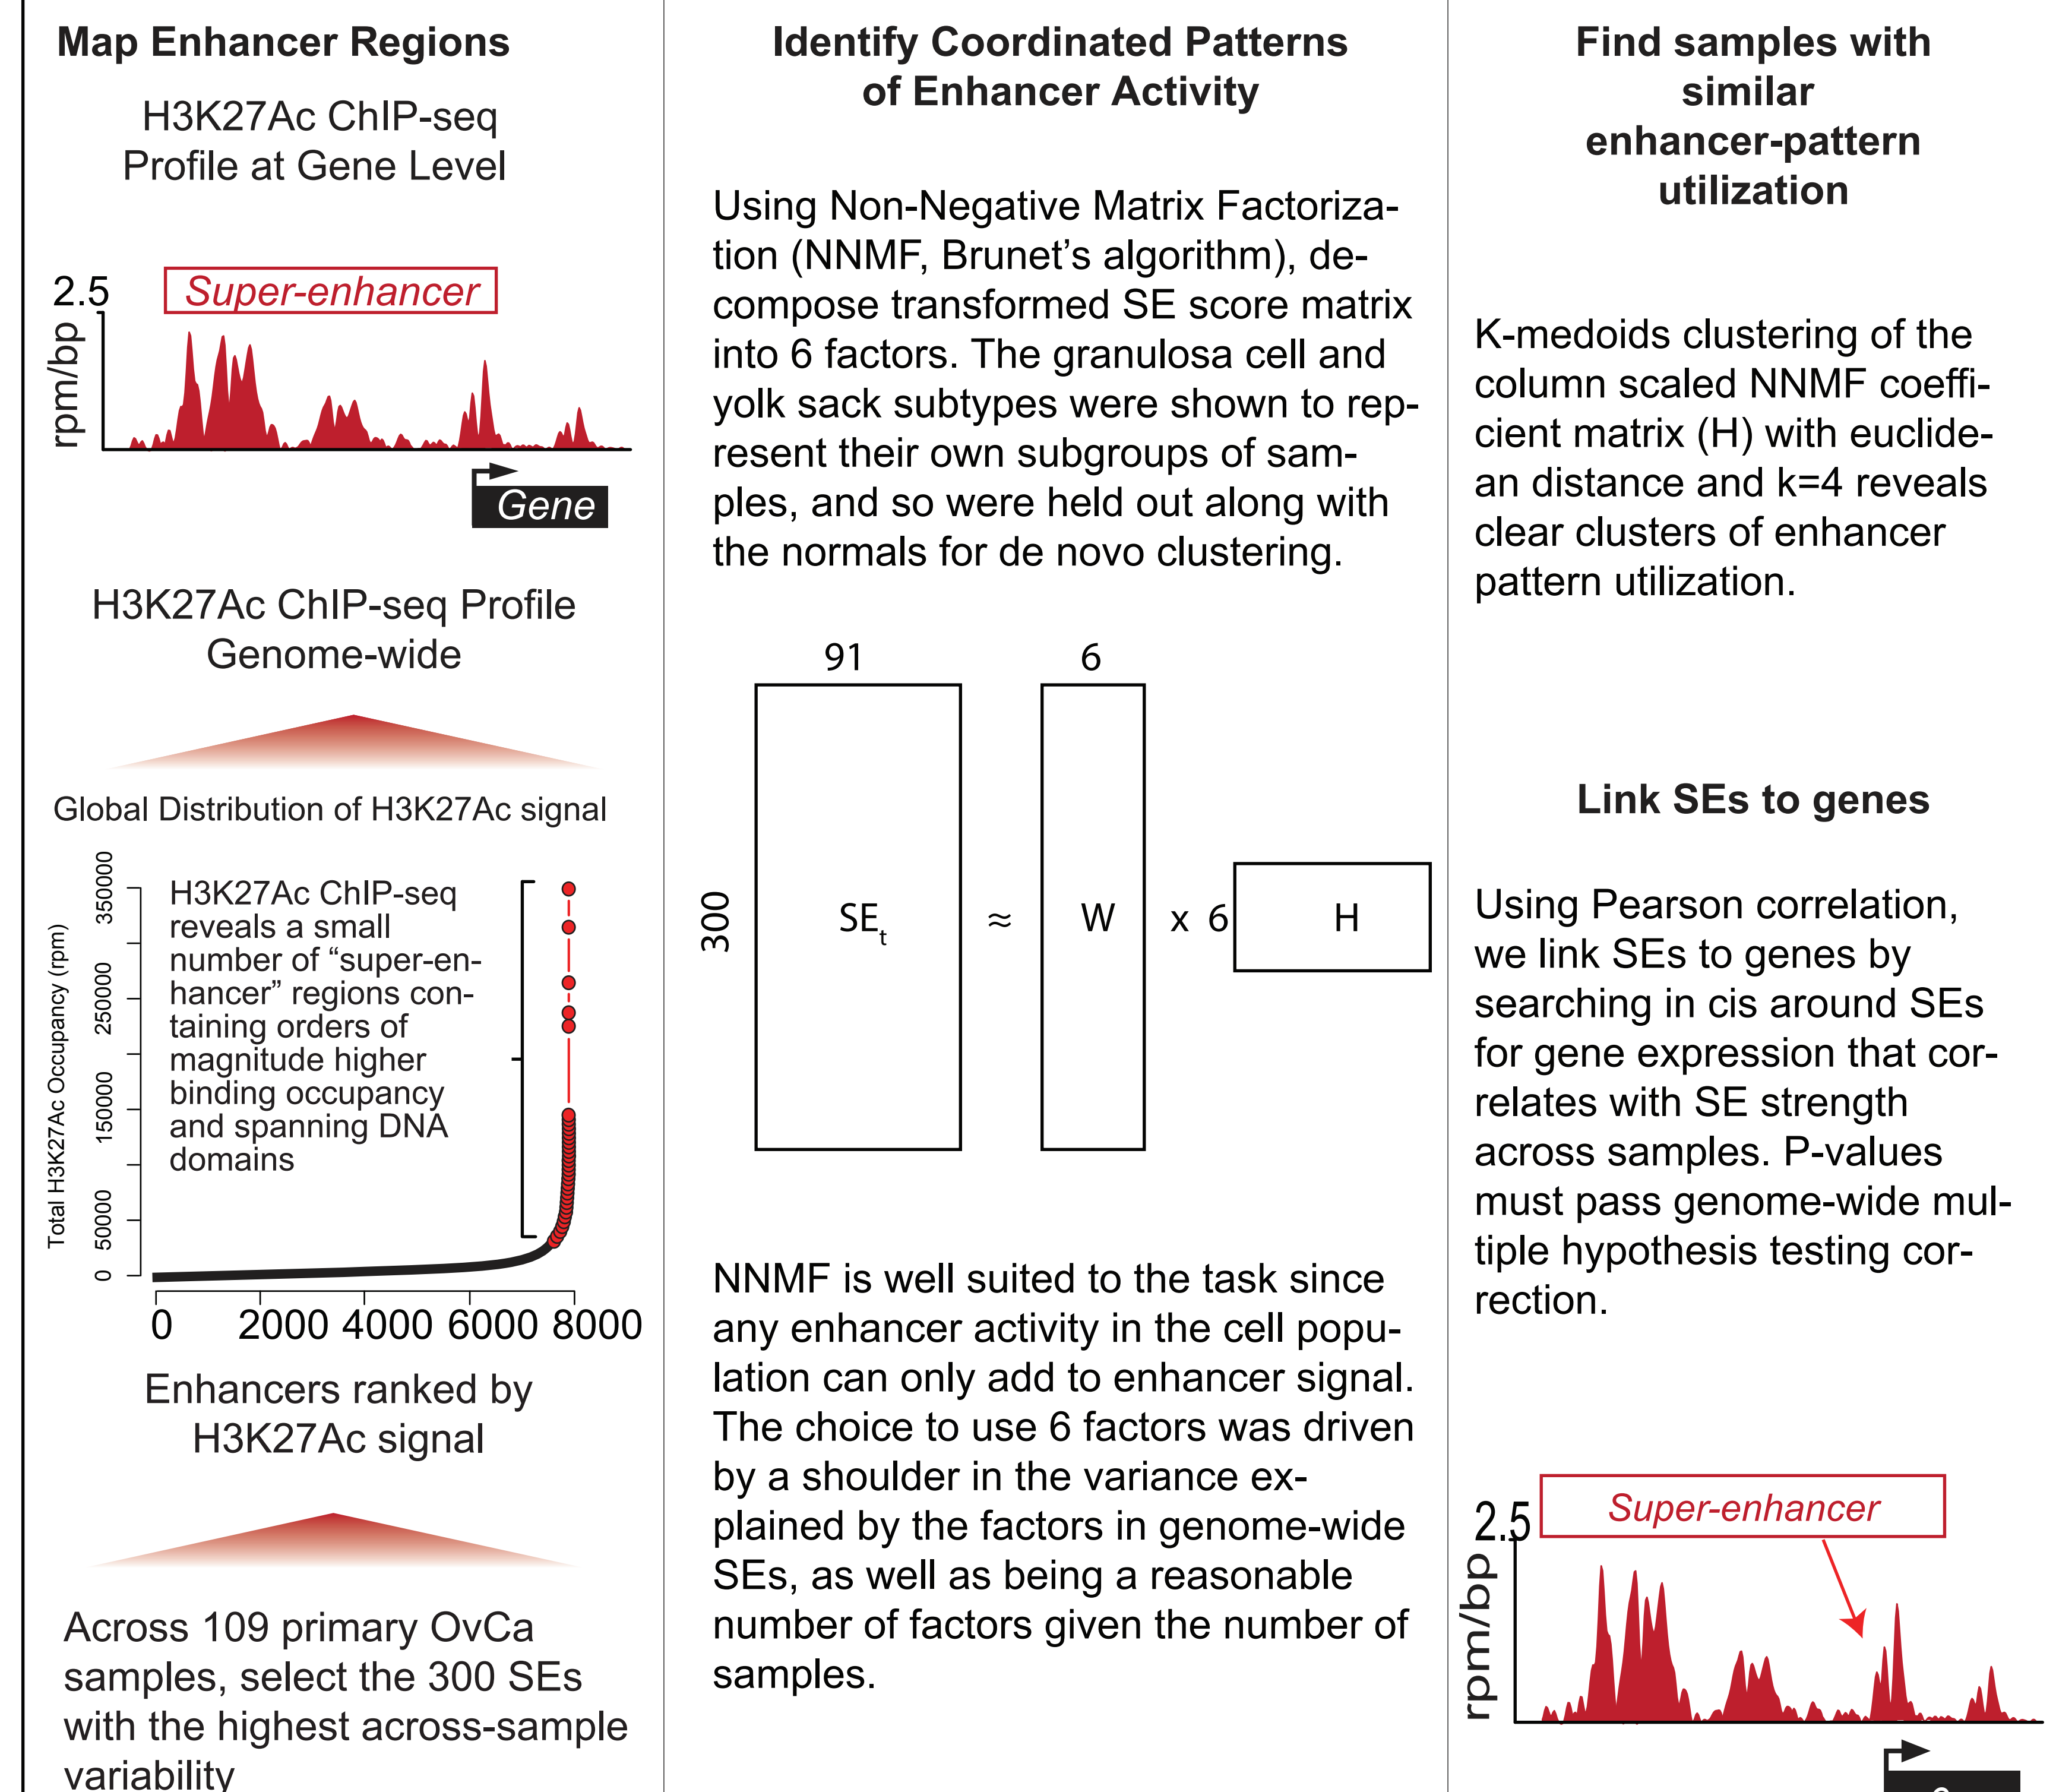 Map Enhancer Regions
H3K27Ac ChIP-seq
Profile at Gene Level
2.5
Super-enhancer
rpm/bp
Gene
H3K27Ac ChIP-seq Profile
Genome-wide
Global Distribution of H3K27Ac signal
Total H3K27Ac Occupancy (rpm)
350000
250000
150000
50000
0
H3K27Ac ChIP-seq
reveals a small
number of “super-en-
hancer” regions con-
taining orders of
magnitude higher
binding occupancy
and spanning DNA
domains
0 2000 4000 6000 8000
Enhancers ranked by
H3K27Ac signal
Across 109 primary OvCa
samples, select the 300 SEs
with the highest across-sample
variability
Identify Coordinated Patterns
of Enhancer Activity
Using Non-Negative Matrix Factoriza-
tion (NNMF, Brunet’s algorithm), de-
compose transformed SE score matrix
into 6 factors. The granulosa cell and
yolk sack subtypes were shown to rep-
resent their own subgroups of sam-
ples, and so were held out along with
the normals for de novo clustering.
91 6
300
SEt ≈ W x 6 H
NNMF is well suited to the task since
any enhancer activity in the cell popu-
lation can only add to enhancer signal.
The choice to use 6 factors was driven
by a shoulder in the variance ex-
plained by the factors in genome-wide
SEs, as well as being a reasonable
number of factors given the number of
samples.
Find samples with
similar
enhancer-pattern
utilization
K-medoids clustering of the
column scaled NNMF coeffi-
cient matrix (H) with euclide-
an distance and k=4 reveals
clear clusters of enhancer
pattern utilization.
Link SEs to genes
Using Pearson correlation,
we link SEs to genes by
searching in cis around SEs
for gene expression that cor-
relates with SE strength
across samples. P-values
must pass genome-wide mul-
tiple hypothesis testing cor-
rection.
2.5
Super-enhancer
rpm/bp